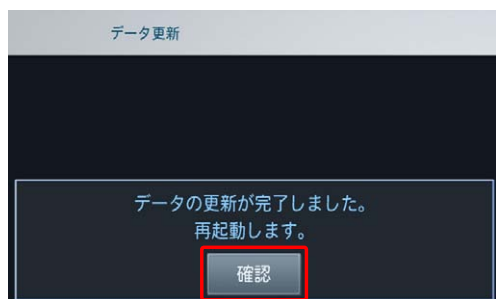 データ更新
データの更新が完了しました。
再起動します。
確認